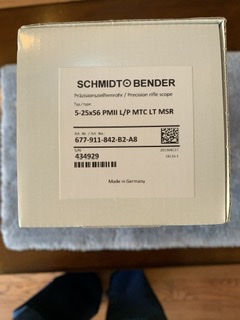 SCHMIDT BENDER
Präzisionszielfernrohr / Precision rifle scope
Typ / type:
5-25x56 PMII L/P MTC LT MSR
Art. Nr. / Art. No.:
677-911-842-B2-A8
S/N:
434929
Made in Germany